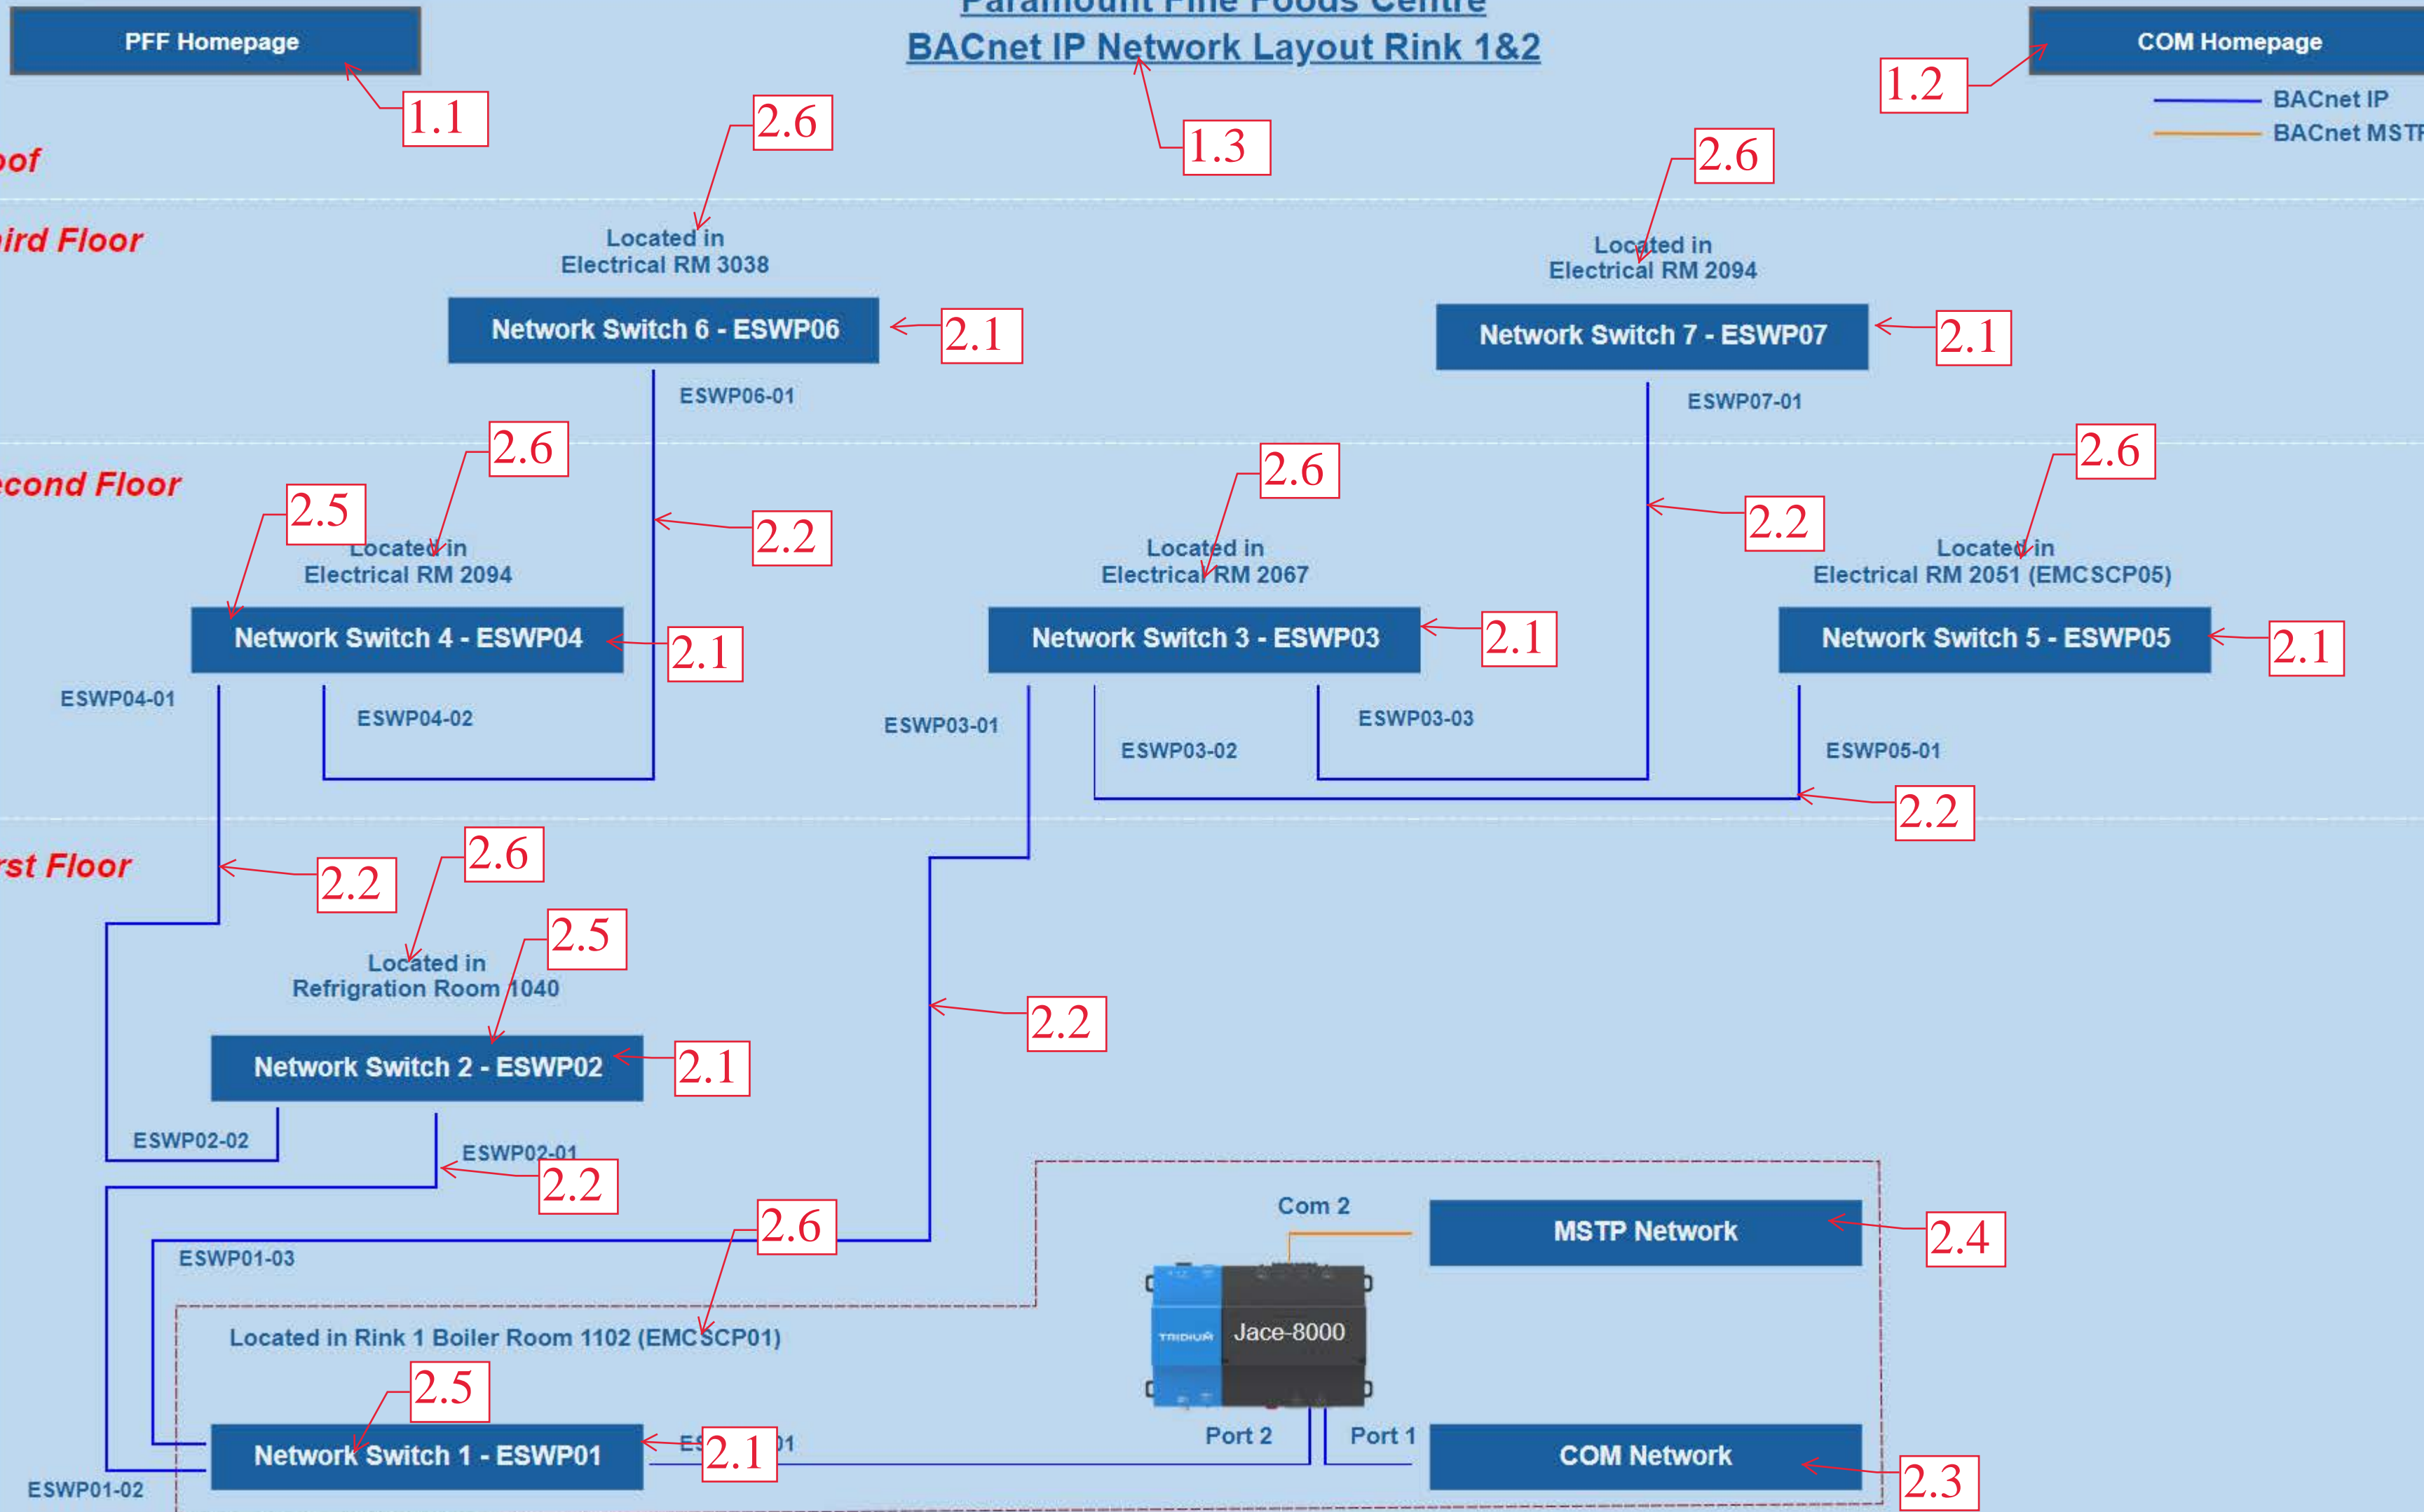 Paramount Fine Foods Centre
BACnet IP Network Layout Rink 1&2
PFF Homepage
COM Homepage
1.1
1.2
1.3
BACnet IP
BACnet MSTP
2.6
2.6
oof
hird Floor
Located in
Electrical RM 3038
Located in
Electrical RM 2094
Network Switch 6 - ESWP06
2.1
Network Switch 7 - ESWP07
2.1
ESWP06-01
ESWP07-01
2.6
2.6
2.6
econd Floor
2.5
2.2
2.2
Located in
Electrical RM 2094
Located in
Electrical RM 2067
Located in
Electrical RM 2051 (EMCSCP05)
Network Switch 4 - ESWP04
2.1
Network Switch 3 - ESWP03
2.1
Network Switch 5 - ESWP05
2.1
ESWP04-01
ESWP04-02
ESWP03-01
ESWP03-02
ESWP03-03
ESWP05-01
2.2
rst Floor
2.2
2.6
2.5
Located in
Refrigration Room 1040
2.2
Network Switch 2 - ESWP02
2.1
ESWP02-02
ESWP02-01
2.2
2.6
Com 2
MSTP Network
2.4
ESWP01-03
TRIDIUM
Jace-8000
Located in Rink 1 Boiler Room 1102 (EMCSCP01)
2.5
Network Switch 1 - ESWP01
2.1
Port 2
Port 1
COM Network
2.3
ESWP01-02